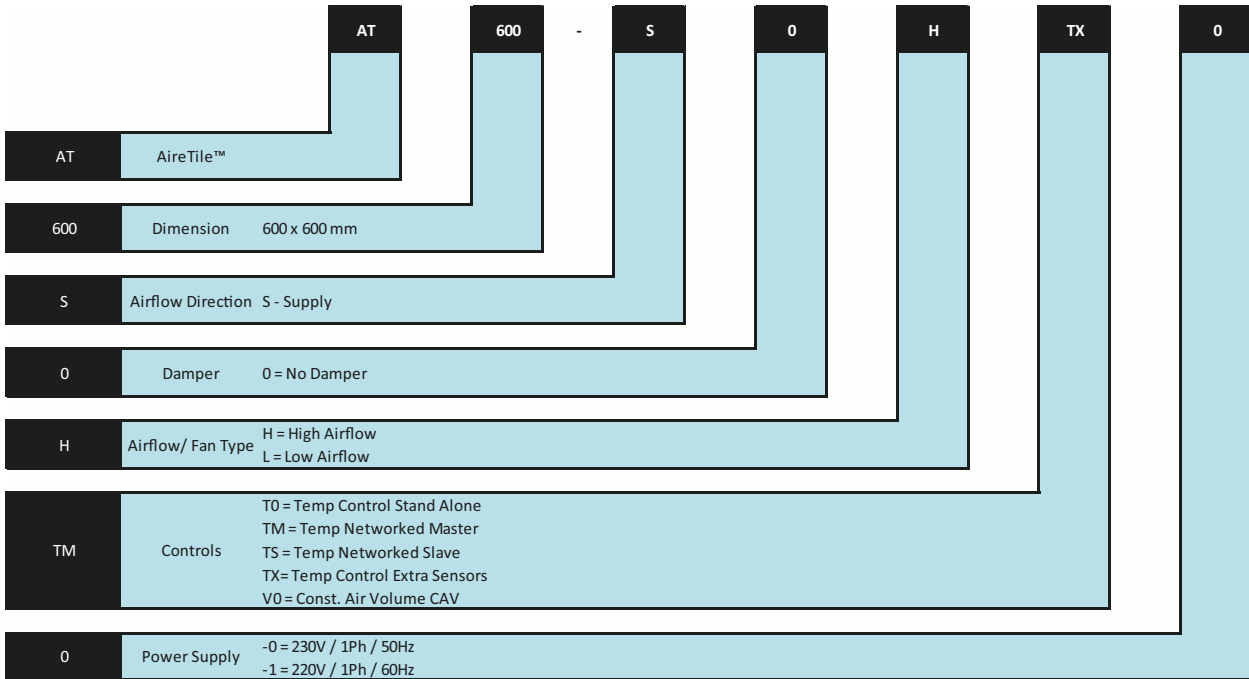 AT 600 - S 0 H TX 0
AT AireTile™
600 Dimension 600 x 600 mm
S Airflow Direction S - Supply
0 Damper 0 = No Damper
H Airflow/ Fan Type H = High Airflow
L = Low Airflow
T0 = Temp Control Stand Alone
TM = Temp Networked Master
TM Controls TS = Temp Networked Slave
TX= Temp Control Extra Sensors
V0 = Const. Air Volume CAV
0 Power Supply -0 = 230V / 1Ph / 50Hz
-1 = 220V / 1Ph / 60Hz